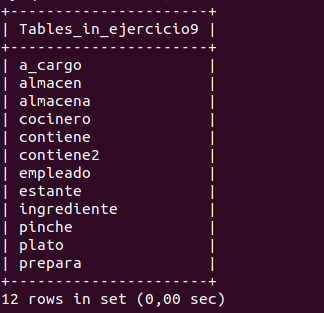 +----------------------+
| Tables_in_ejercicio9 |
+----------------------+
| a_cargo              |
| almacen              |
| almacena             |
| cocinero             |
| contiene             |
| contiene2            |
| empleado             |
| estante              |
| ingrediente          |
| pinche               |
| plato                |
| prepara              |
+----------------------+
12 rows in set (0,00 sec)